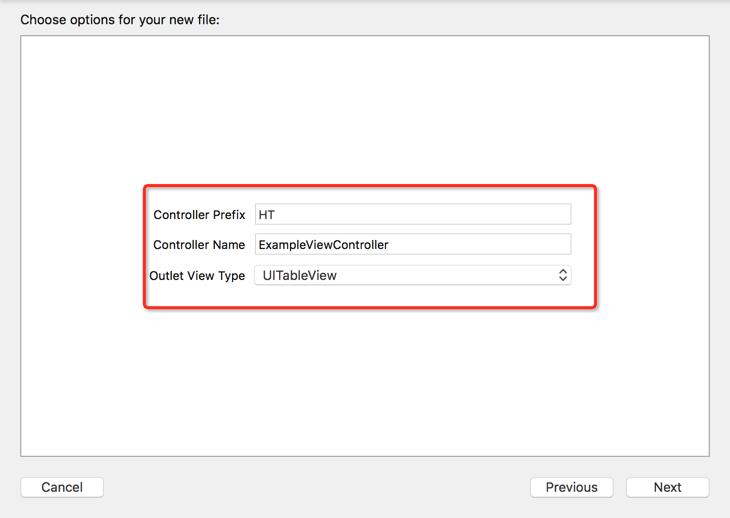 Choose options for your new file:
Controller Prefix HT
Controller Name ExampleViewController
Outlet View Type UITableView
Cancel Previous Next